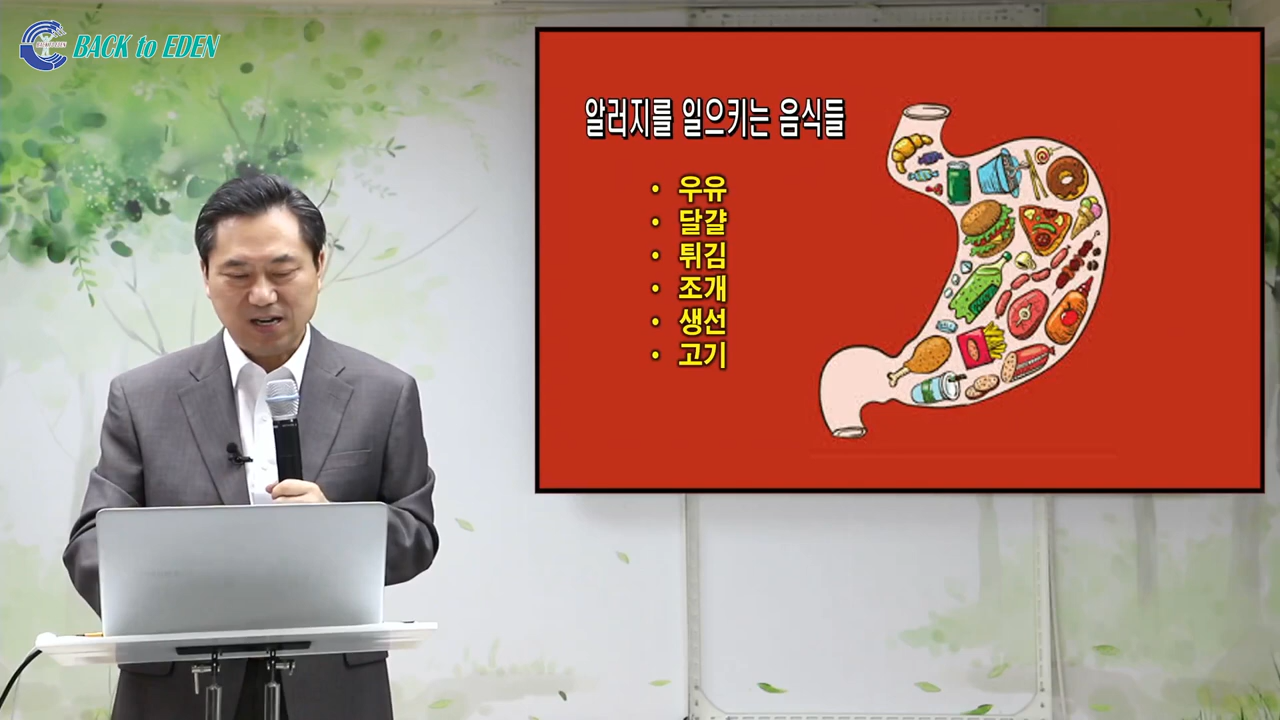 BACK to EDEN
알러지를 일으키는 음식들
• 우유
• 달걀
• 튀김
• 조개
• 생선
• 고기